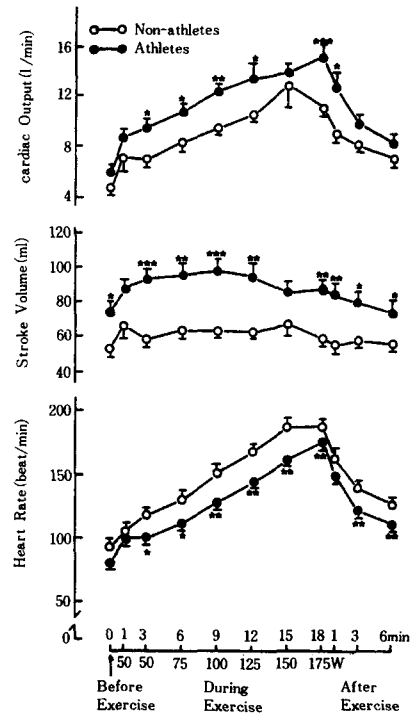 Non-athletes
Athletes
cardiac Output (l/min)
16
12
8
4
* * ** * *** *
Stroke Volume (ml)
120
100
80
60
40
* *** ** *** ** ** ** * *
Heart Rate (beat/min)
200
150
100
50
0
* * ** ** ** ** ** **
0 1 3 6 9 12 15 18 1 3 6min
50 50 75 100 125 150 175W
Before During After
Exercise Exercise Exercise